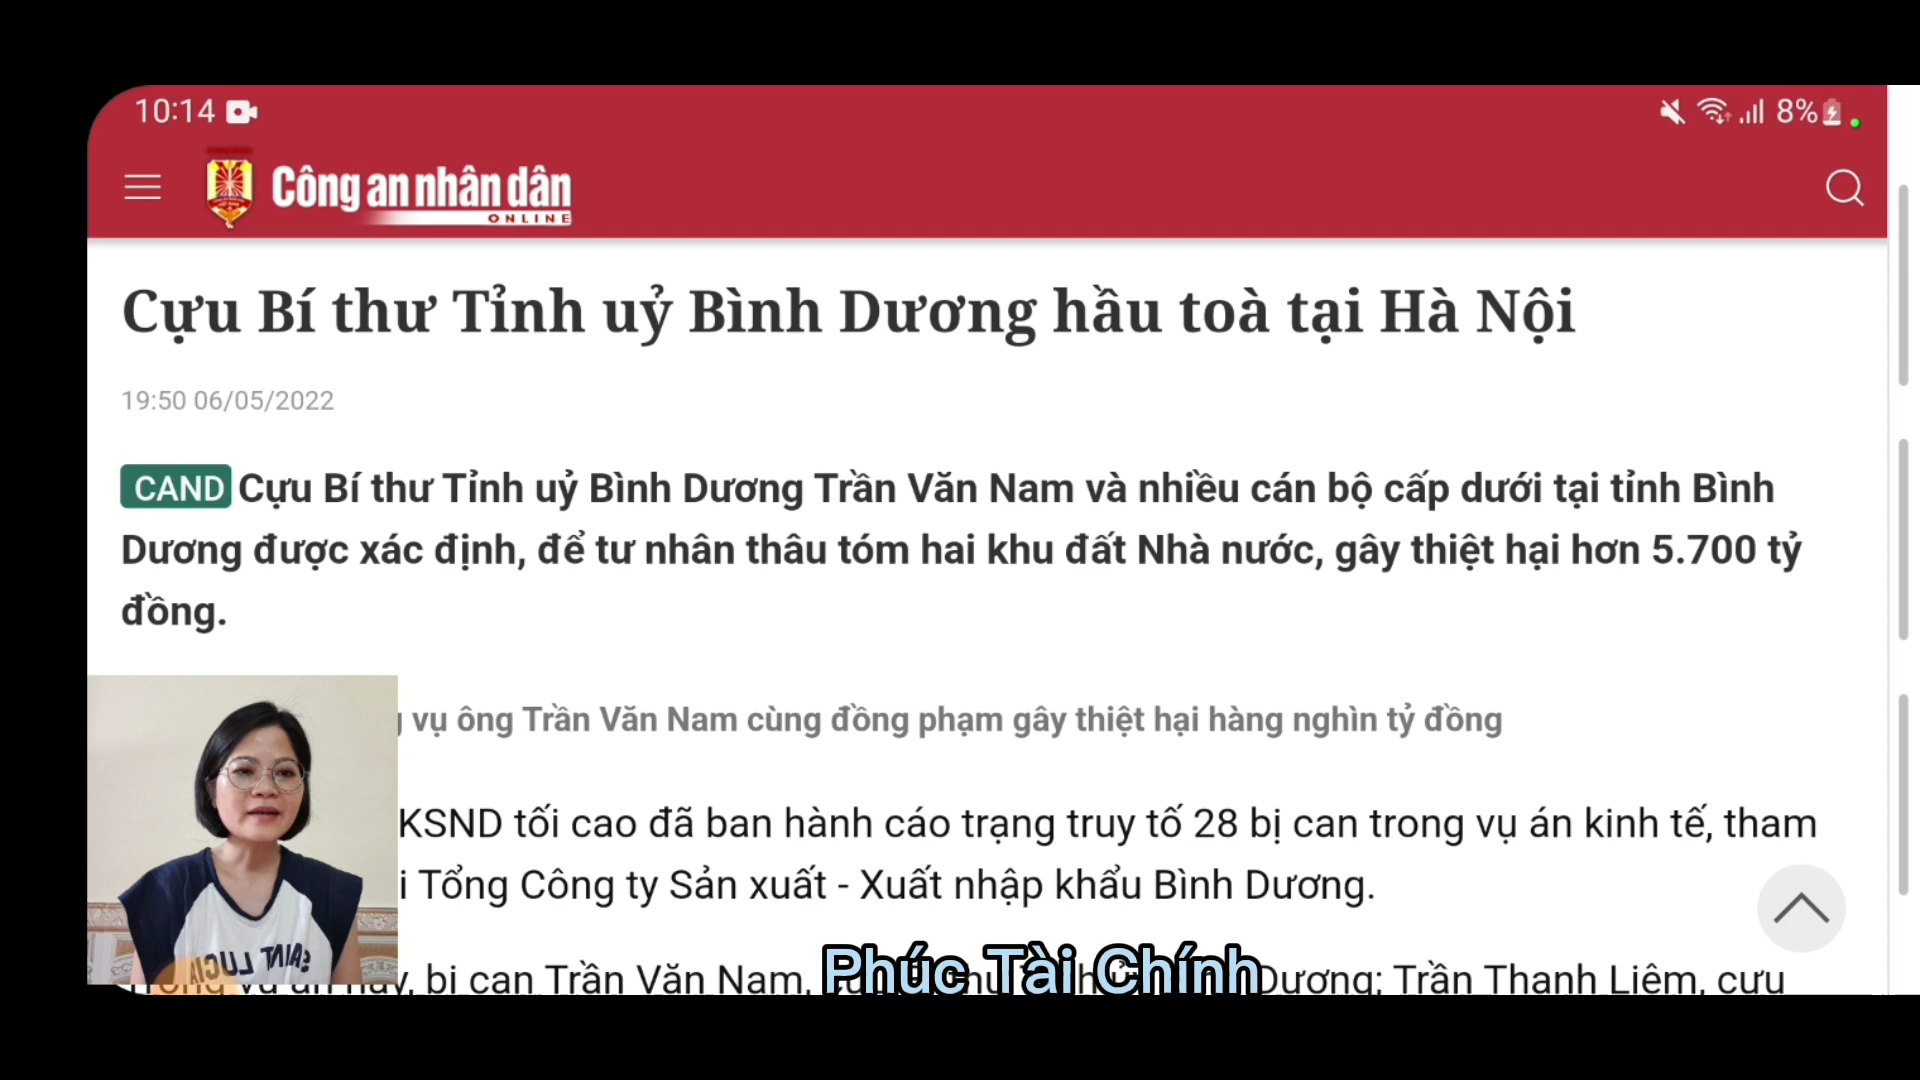 10:14
8%
Công an nhân dân
ONLINE
Cựu Bí thư Tỉnh uỷ Bình Dương hầu toà tại Hà Nội
19:50 06/05/2022
CAND Cựu Bí thư Tỉnh uỷ Bình Dương Trần Văn Nam và nhiều cán bộ cấp dưới tại tỉnh Bình
Dương được xác định, để tư nhân thâu tóm hai khu đất Nhà nước, gây thiệt hại hơn 5.700 tỷ
đồng.
vụ ông Trần Văn Nam cùng đồng phạm gây thiệt hại hàng nghìn tỷ đồng
KSND tối cao đã ban hành cáo trạng truy tố 28 bị can trong vụ án kinh tế, tham
i Tổng Công ty Sản xuất - Xuất nhập khẩu Bình Dương.
SAINT LUCIA
bị can Trần Văn Nam, Dương; Trần Thanh Liêm, cựu
Phúc Tài Chính